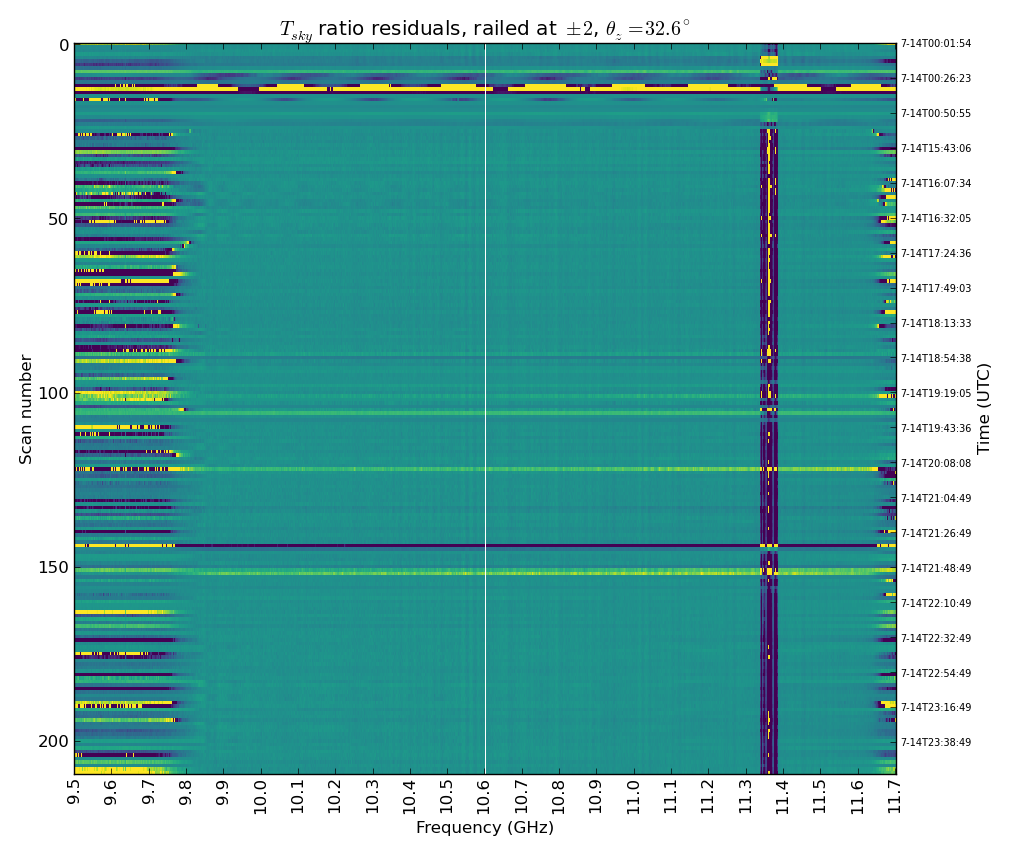 T_sky ratio residuals, railed at ±2, θ_z =32.6°
0
50
100
150
200
Scan number
7-14T00:01:54
7-14T00:26:23
7-14T00:50:55
7-14T15:43:06
7-14T16:07:34
7-14T16:32:05
7-14T17:24:36
7-14T17:49:03
7-14T18:13:33
7-14T18:54:38
7-14T19:19:05
7-14T19:43:36
7-14T20:08:08
7-14T21:04:49
7-14T21:26:49
7-14T21:48:49
7-14T22:10:49
7-14T22:32:49
7-14T22:54:49
7-14T23:16:49
7-14T23:38:49
Time (UTC)
9.5 9.6 9.7 9.8 9.9 10.0 10.1 10.2 10.3 10.4 10.5 10.6 10.7 10.8 10.9 11.0 11.1 11.2 11.3 11.4 11.5 11.6 11.7
Frequency (GHz)